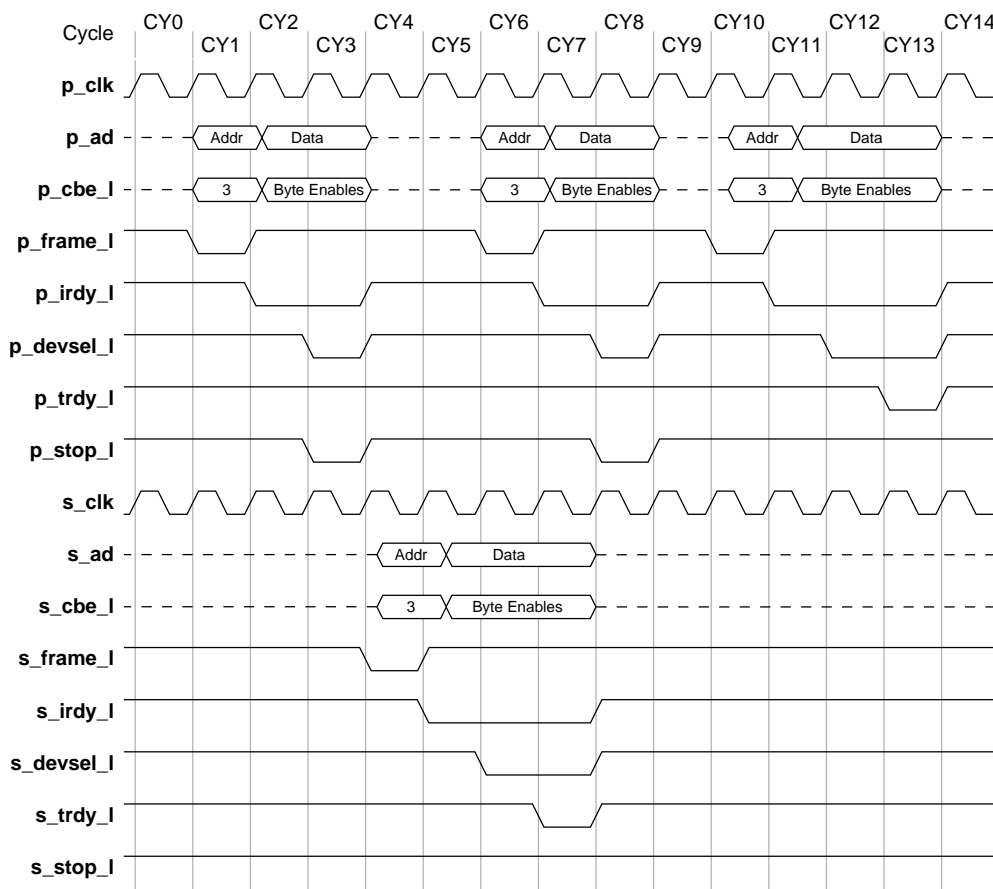 CY0 CY2 CY4 CY6 CY8 CY10 CY12 CY14
Cycle CY1 CY3 CY5 CY7 CY9 CY11 CY13
p_clk
p_ad Addr Data Addr Data Addr Data
p_cbe_l 3 Byte Enables 3 Byte Enables 3 Byte Enables
p_frame_l
p_irdy_l
p_devsel_l
p_trdy_l
p_stop_l
s_clk
s_ad Addr Data
s_cbe_l 3 Byte Enables
s_frame_l
s_irdy_l
s_devsel_l
s_trdy_l
s_stop_l